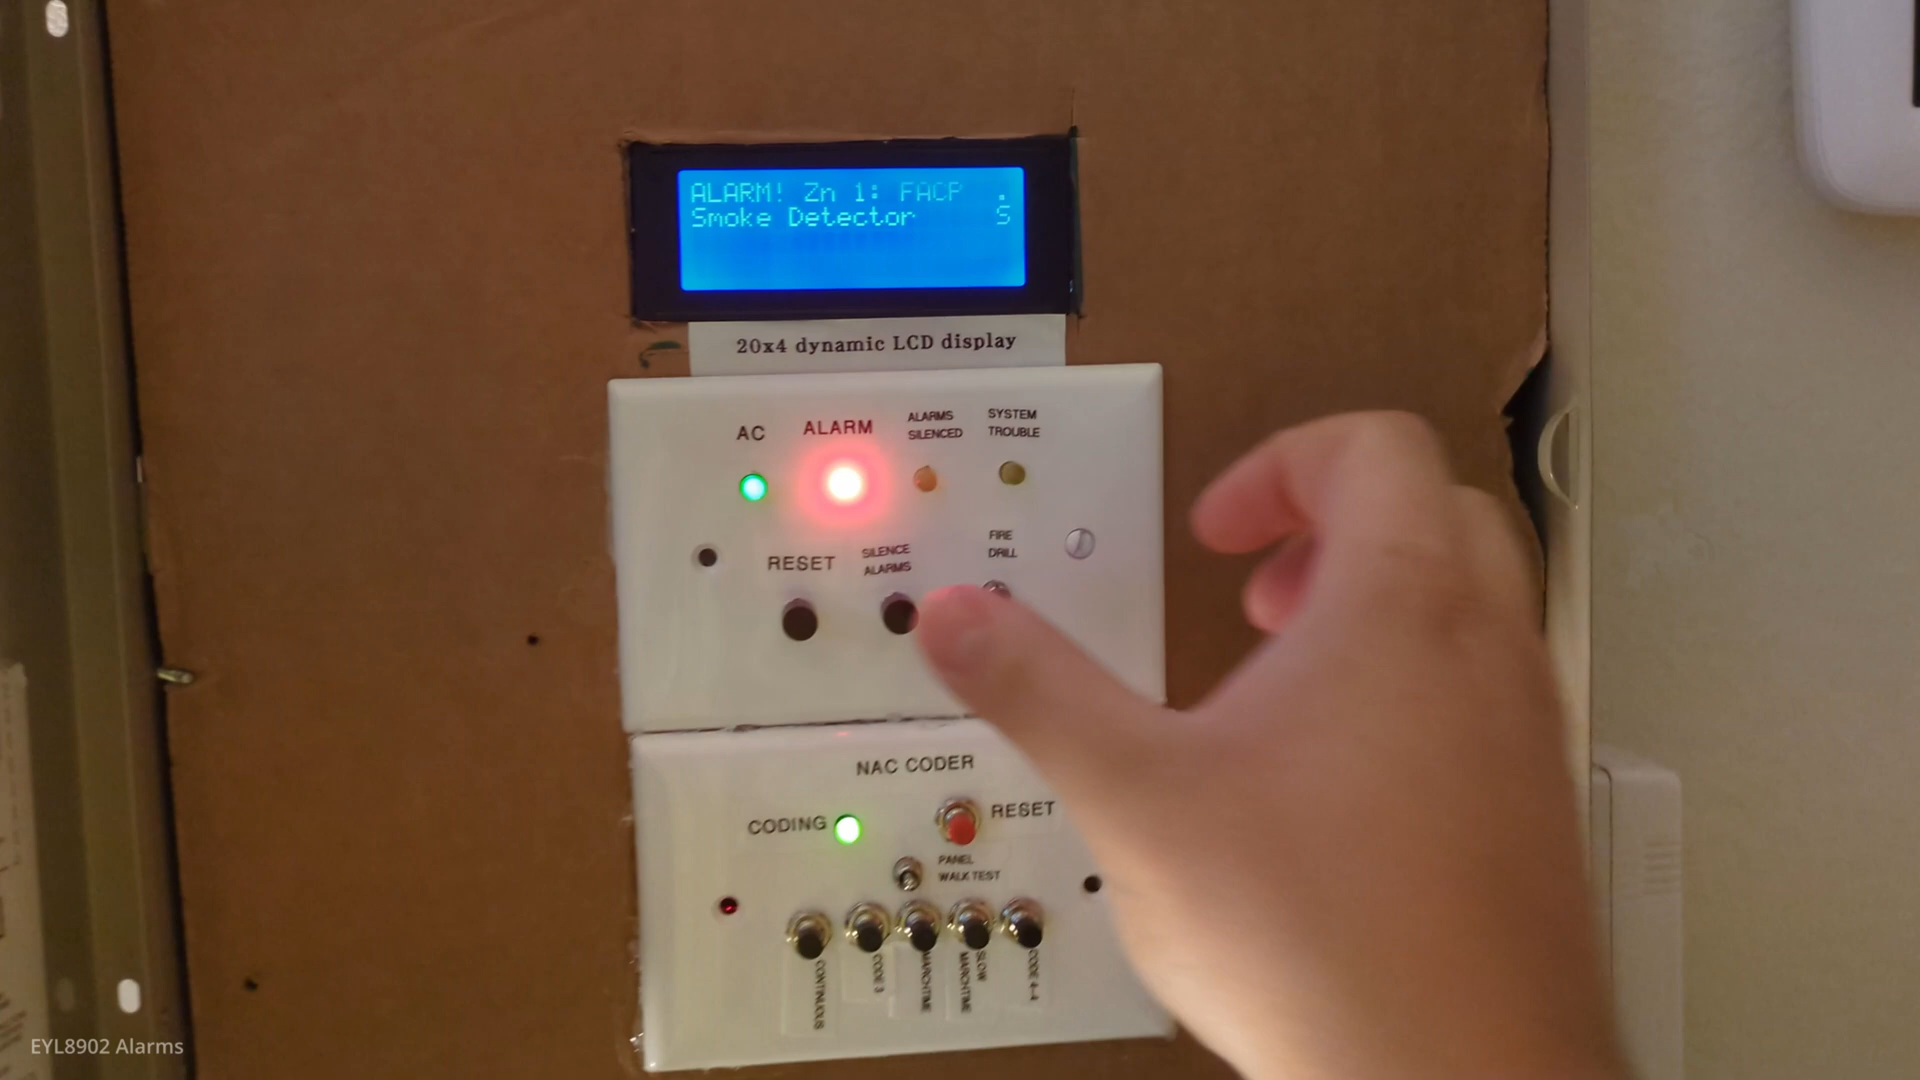 ALARM! Zn 1: FACP .
Smoke Detector S
20x4 dynamic LCD display
AC
ALARM
ALARMS
SILENCED
SYSTEM
TROUBLE
RESET
SILENCE
ALARMS
FIRE
DRILL
NAC CODER
CODING
RESET
PANEL
WALK TEST
CONTINUOUS
CODE 3
MARCHTIME
SLOW
MARCHTIME
CODE 4-4
EYL8902 Alarms